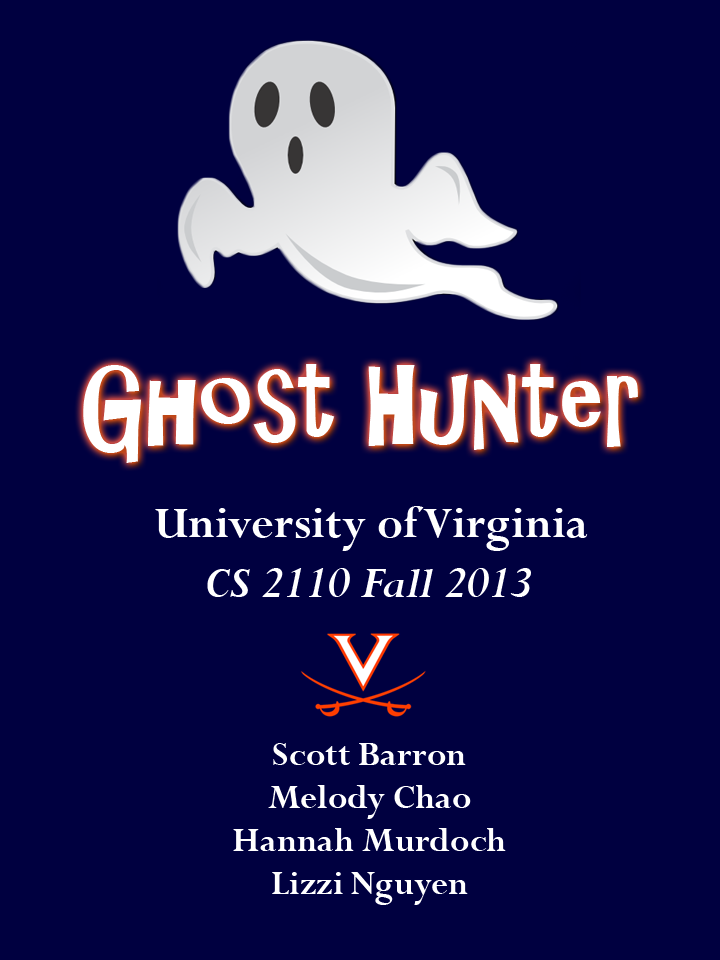 Ghost Hunter
University of Virginia
CS 2110 Fall 2013
V
Scott Barron
Melody Chao
Hannah Murdoch
Lizzi Nguyen